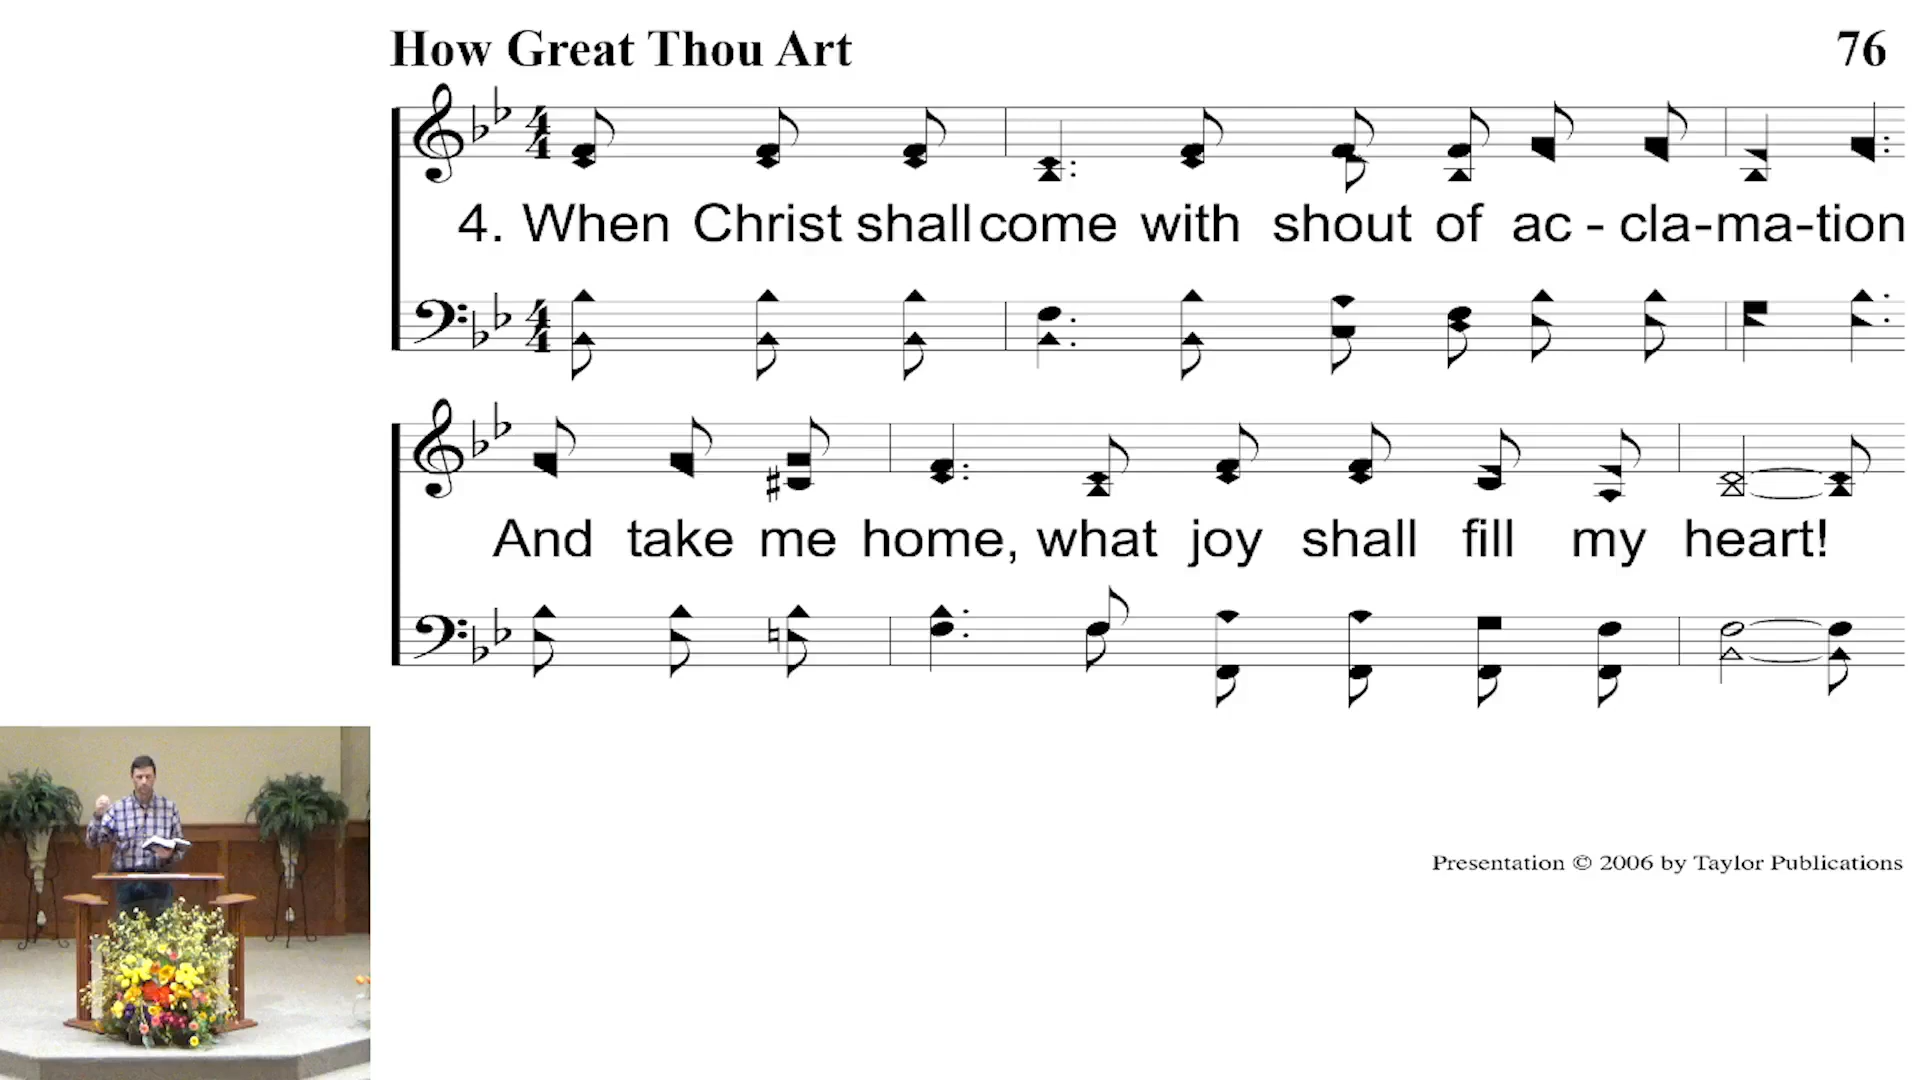 How Great Thou Art 76
4. When Christ shall come with shout of ac - cla-ma-tion
And take me home, what joy shall fill my heart!
Presentation © 2006 by Taylor Publications